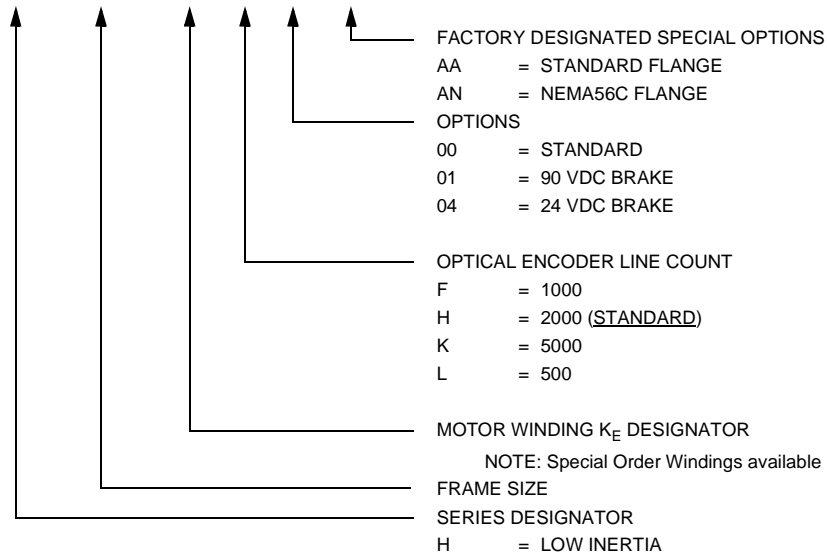 FACTORY DESIGNATED SPECIAL OPTIONS
AA = STANDARD FLANGE
AN = NEMA56C FLANGE
OPTIONS
00 = STANDARD
01 = 90 VDC BRAKE
04 = 24 VDC BRAKE
OPTICAL ENCODER LINE COUNT
F = 1000
H = 2000 (STANDARD)
K = 5000
L = 500
MOTOR WINDING KE DESIGNATOR
NOTE: Special Order Windings available
FRAME SIZE
SERIES DESIGNATOR
H = LOW INERTIA